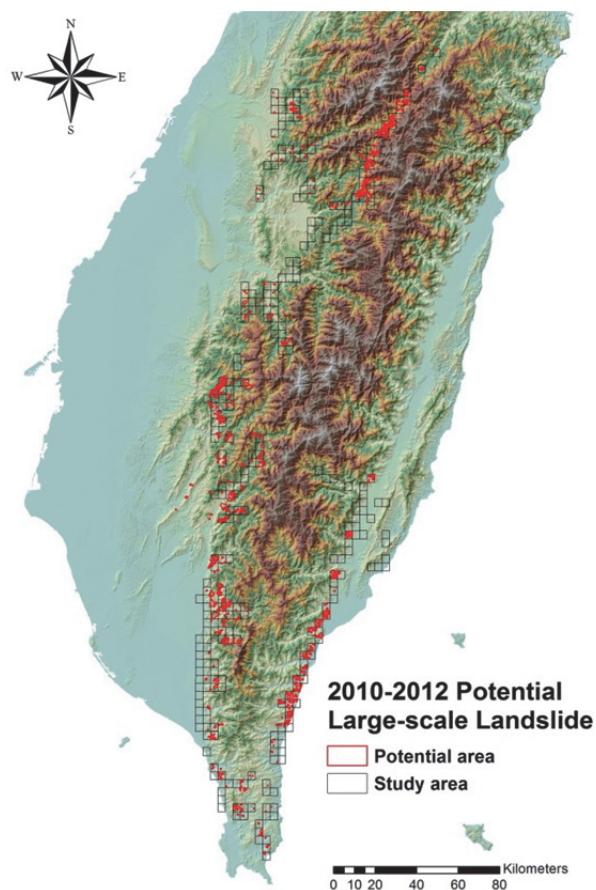 N
W E
S
2010-2012 Potential
Large-scale Landslide
Potential area
Study area
Kilometers
0 10 20 40 60 80